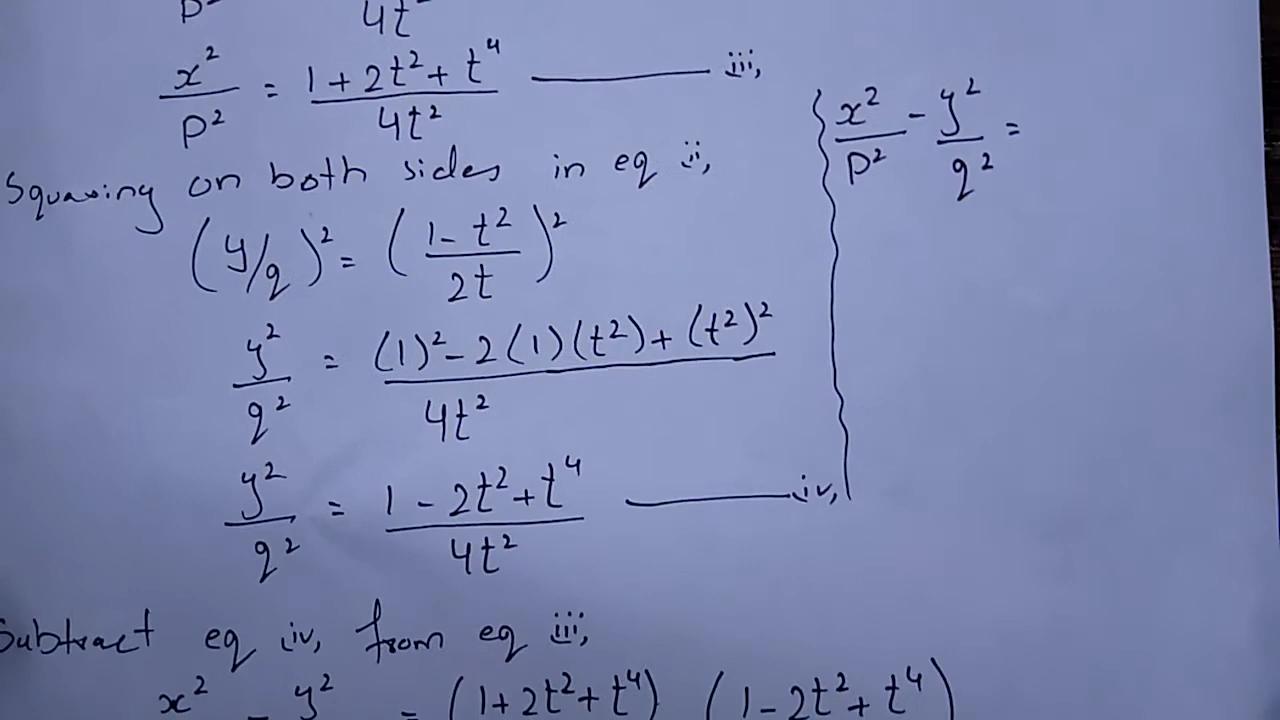 P² 4t²
x²/P² = (1 + 2t² + t⁴)/4t² ——— iii,
Squaring on both sides in eq ii,
(y/q)² = ((1 - t²)/2t)²
y²/q² = ((1)² - 2(1)(t²) + (t²)²)/4t²
y²/q² = (1 - 2t² + t⁴)/4t² ——— iv,
Subtract eq iv, from eq iii,
x² - y² = (1 + 2t² + t⁴) (1 - 2t² + t⁴)
x²/P² - y²/q² =